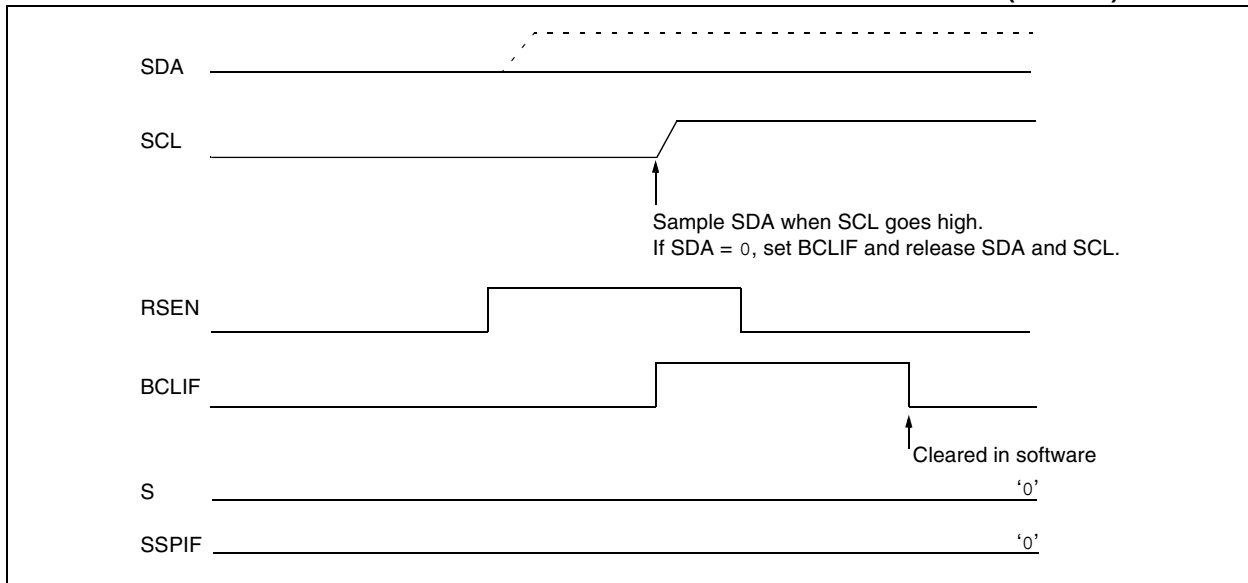 SDA
SCL
Sample SDA when SCL goes high.
If SDA = 0, set BCLIF and release SDA and SCL.
RSEN
BCLIF
Cleared in software
S
‘0’
SSPIF
‘0’